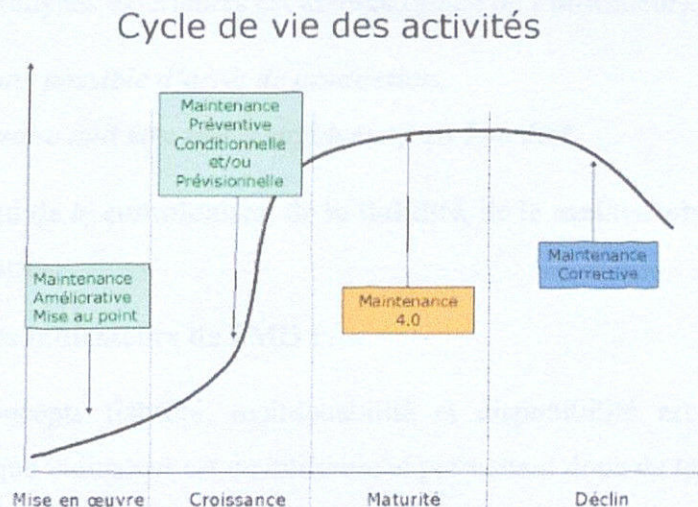 Cycle de vie des activités
Maintenance
Préventive
Conditionnelle
et/ou
Prévisionnelle
Maintenance
Améliorative
Mise au point
Maintenance
4.0
Maintenance
Corrective
Mise en œuvre
Croissance
Maturité
Déclin